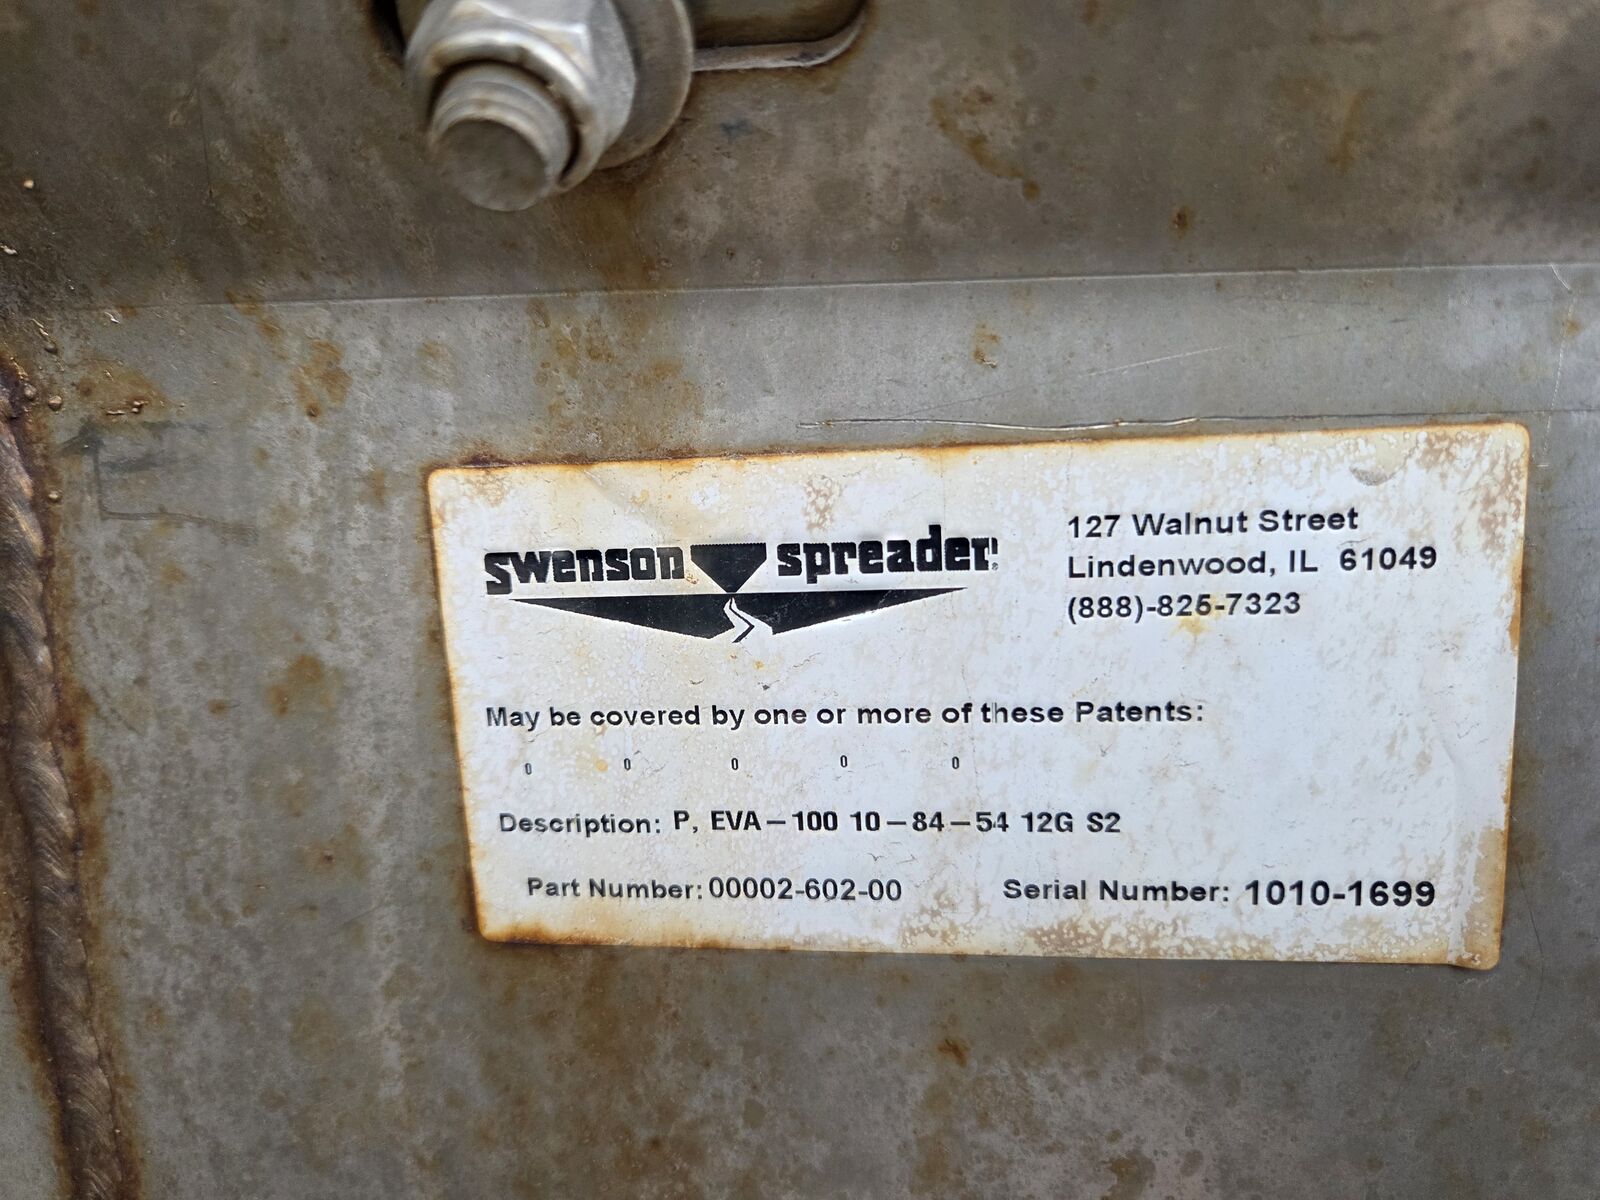 swenson spreader®
127 Walnut Street
Lindenwood, IL 61049
(888)-825-7323
May be covered by one or more of these Patents:
0 0 0 0 0
Description: P, EVA-100 10-84-54 12G S2
Part Number: 00002-602-00 Serial Number: 1010-1699